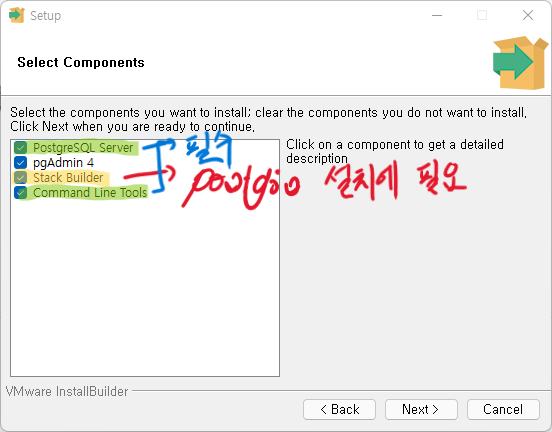 Setup
Select Components
Select the components you want to install; clear the components you do not want to install.
Click Next when you are ready to continue.
PostgreSQL Server
pgAdmin 4
Stack Builder
Command Line Tools
필수
설치에 필요
Click on a component to get a detailed
description
VMware InstallBuilder
< Back
Next >
Cancel